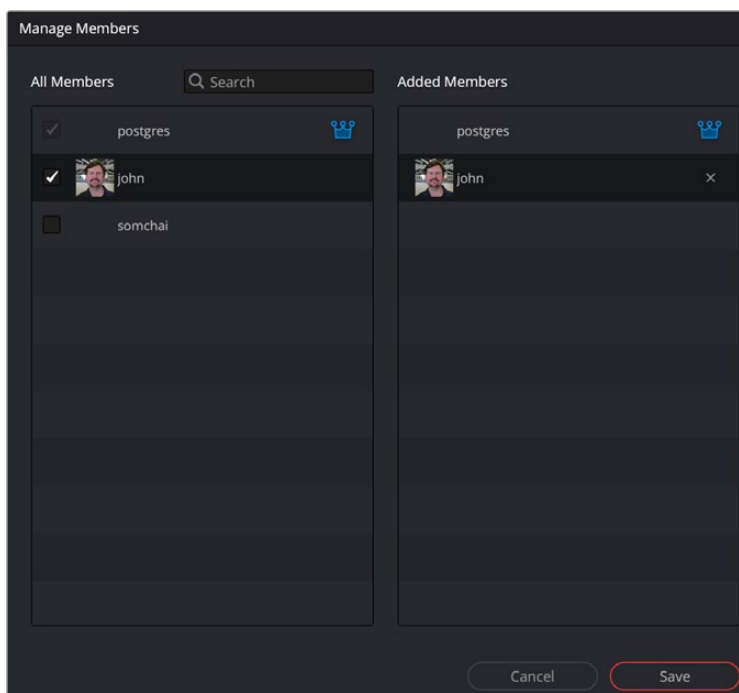 Manage Members
All Members
Search
Added Members
postgres
john
somchai
postgres
john
Cancel
Save